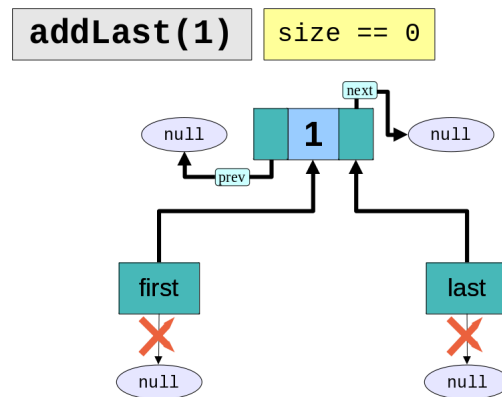 addLast(1)
size == 0
next
null
1
null
prev
first
last
null
null